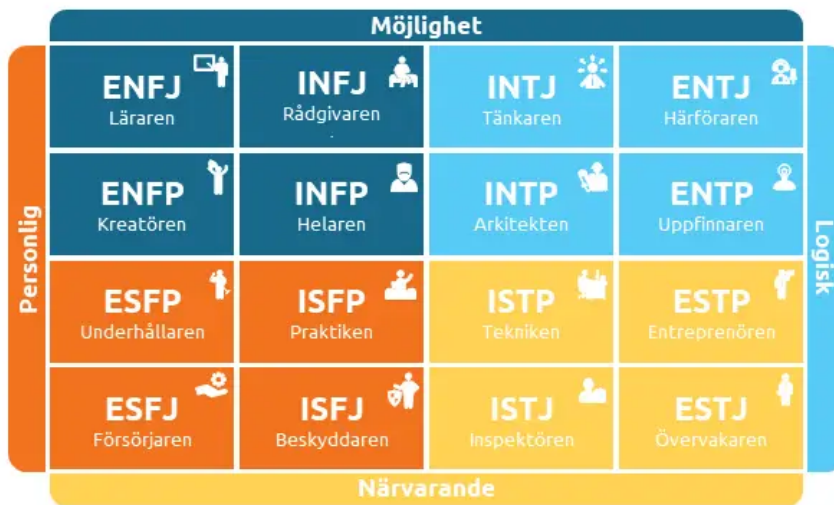 Möjlighet
Personlig
ENFJ
Läraren
INFJ
Rådgivaren
INTJ
Tänkaren
ENTJ
Härföraren
ENFP
Kreatören
INFP
Helaren
INTP
Arkitekten
ENTP
Uppfinnaren
ESFP
Underhållaren
ISFP
Praktiken
ISTP
Tekniken
ESTP
Entreprenören
ESFJ
Försörjaren
ISFJ
Beskyddaren
ISTJ
Inspektören
ESTJ
Övervakaren
Logisk
Närvarande